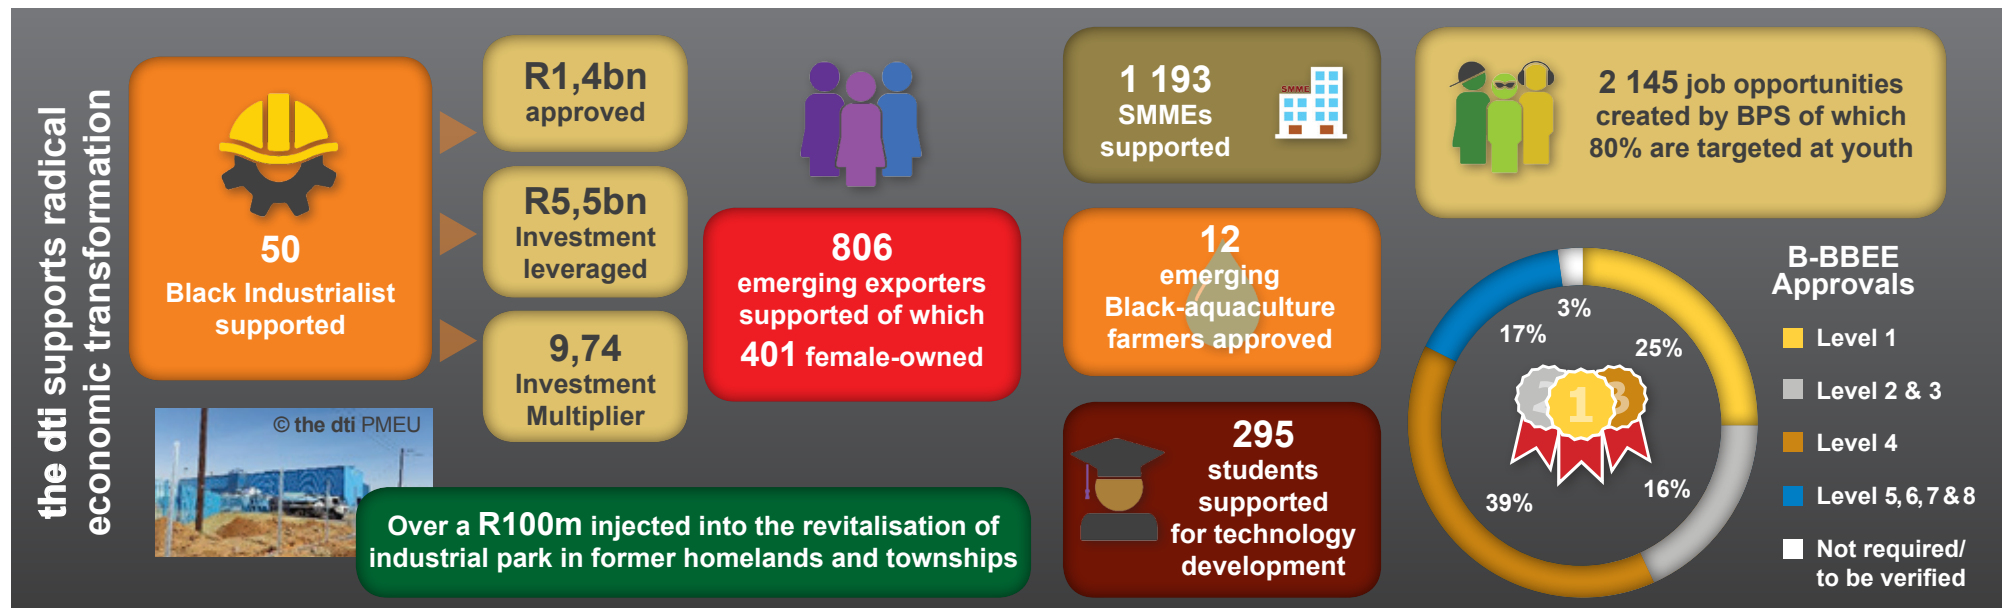 the dti supports radical
economic transformation
50
Black Industrialist
supported
R1,4bn
approved
R5,5bn
Investment
leveraged
9,74
Investment
Multiplier
© the dti PMEU
Over a R100m injected into the revitalisation of
industrial park in former homelands and townships
806
emerging exporters
supported of which
401 female-owned
1 193
SMMEs
supported
SMME
12
emerging
Black-aquaculture
farmers approved
295
students
supported
for technology
development
2 145 job opportunities
created by BPS of which
80% are targeted at youth
3%
17%
25%
2
1
3
16%
39%
B-BBEE
Approvals
Level 1
Level 2 & 3
Level 4
Level 5, 6, 7 & 8
Not required/
to be verified